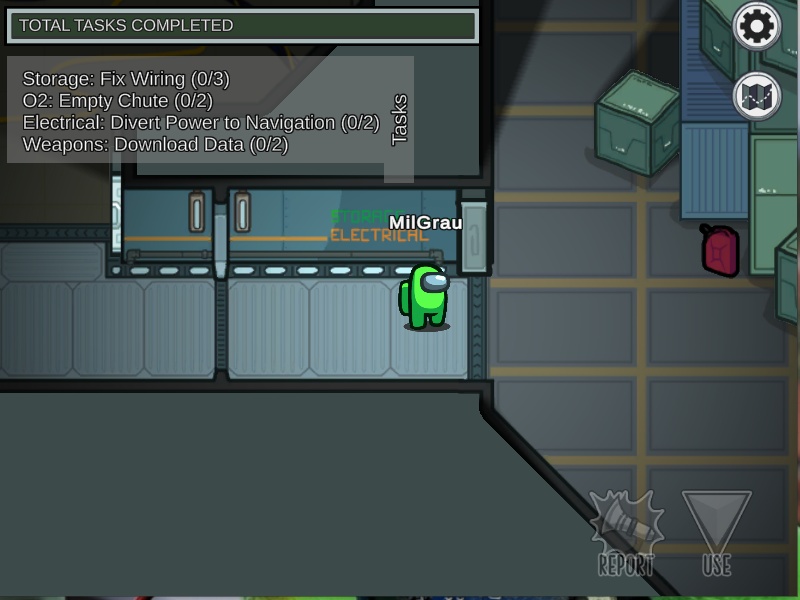 TOTAL TASKS COMPLETED
Storage: Fix Wiring (0/3)
O2: Empty Chute (0/2)
Electrical: Divert Power to Navigation (0/2)
Weapons: Download Data (0/2)
Tasks
STORAGE
MilGrau
ELECTRICAL
REPORT
USE